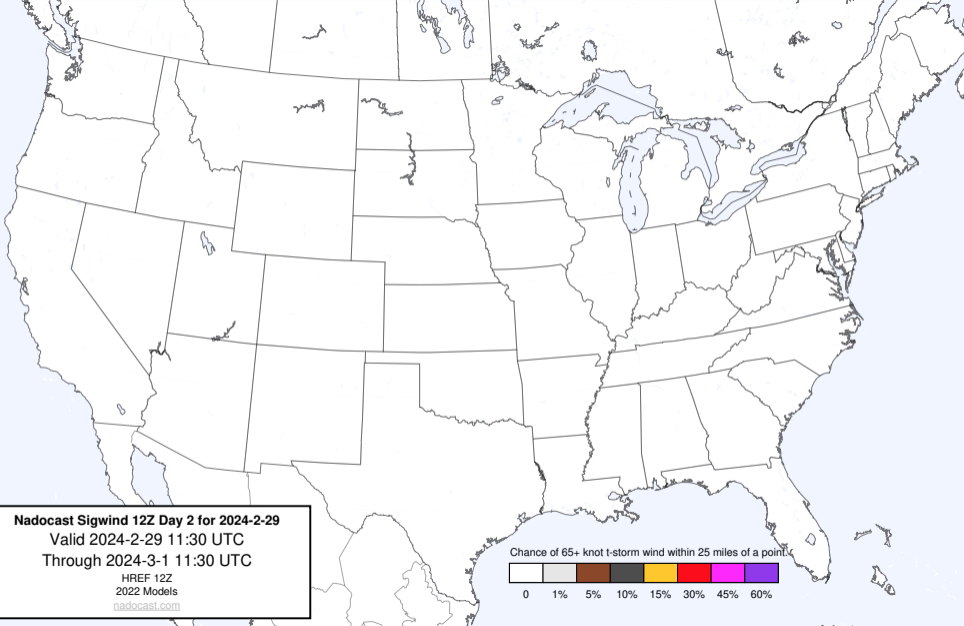 Nadocast Sigwind 12Z Day 2 for 2024-2-29
Valid 2024-2-29 11:30 UTC
Through 2024-3-1 11:30 UTC
HREF 12Z
2022 Models
nadocast.com
Chance of 65+ knot t-storm wind within 25 miles of a point.
0 1% 5% 10% 15% 30% 45% 60%